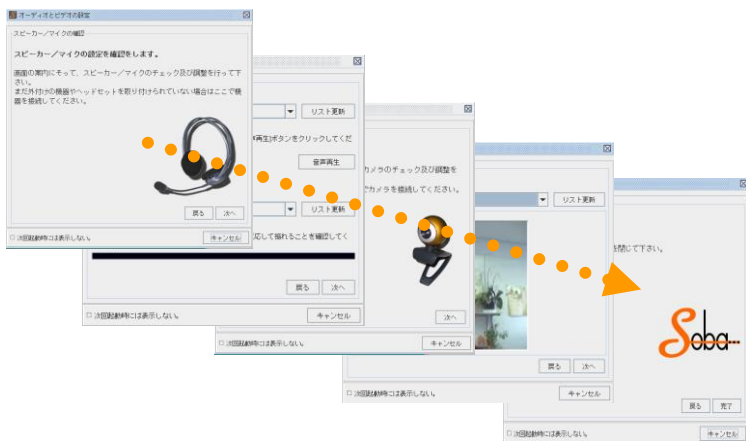 オーディオとビデオの設定
スピーカー／マイクの確認
スピーカー／マイクの設定を確認をします。
画面の案内にそって、スピーカー／マイクのチェック及び調整を行って下
さい。
まだ外付けの機器やヘッドセットを取り付けられていない場合はここで機
器を接続してください。
戻る 次へ
次回起動時には表示しない。 キャンセル
リスト更新
再生]ボタンをクリックしてくだ
音声再生
リスト更新
応じて振れることを確認してく
戻る 次へ
次回起動時には表示しない。 キャンセル
カメラのチェック及び調整を
でカメラを接続してください。
次へ
次回起動時には表示しない。 キャンセル
リスト更新
戻る 次へ
次回起動時には表示しない。 キャンセル
を閉じて下さい。
Soba
戻る 完了
次回起動時には表示しない。 キャンセル